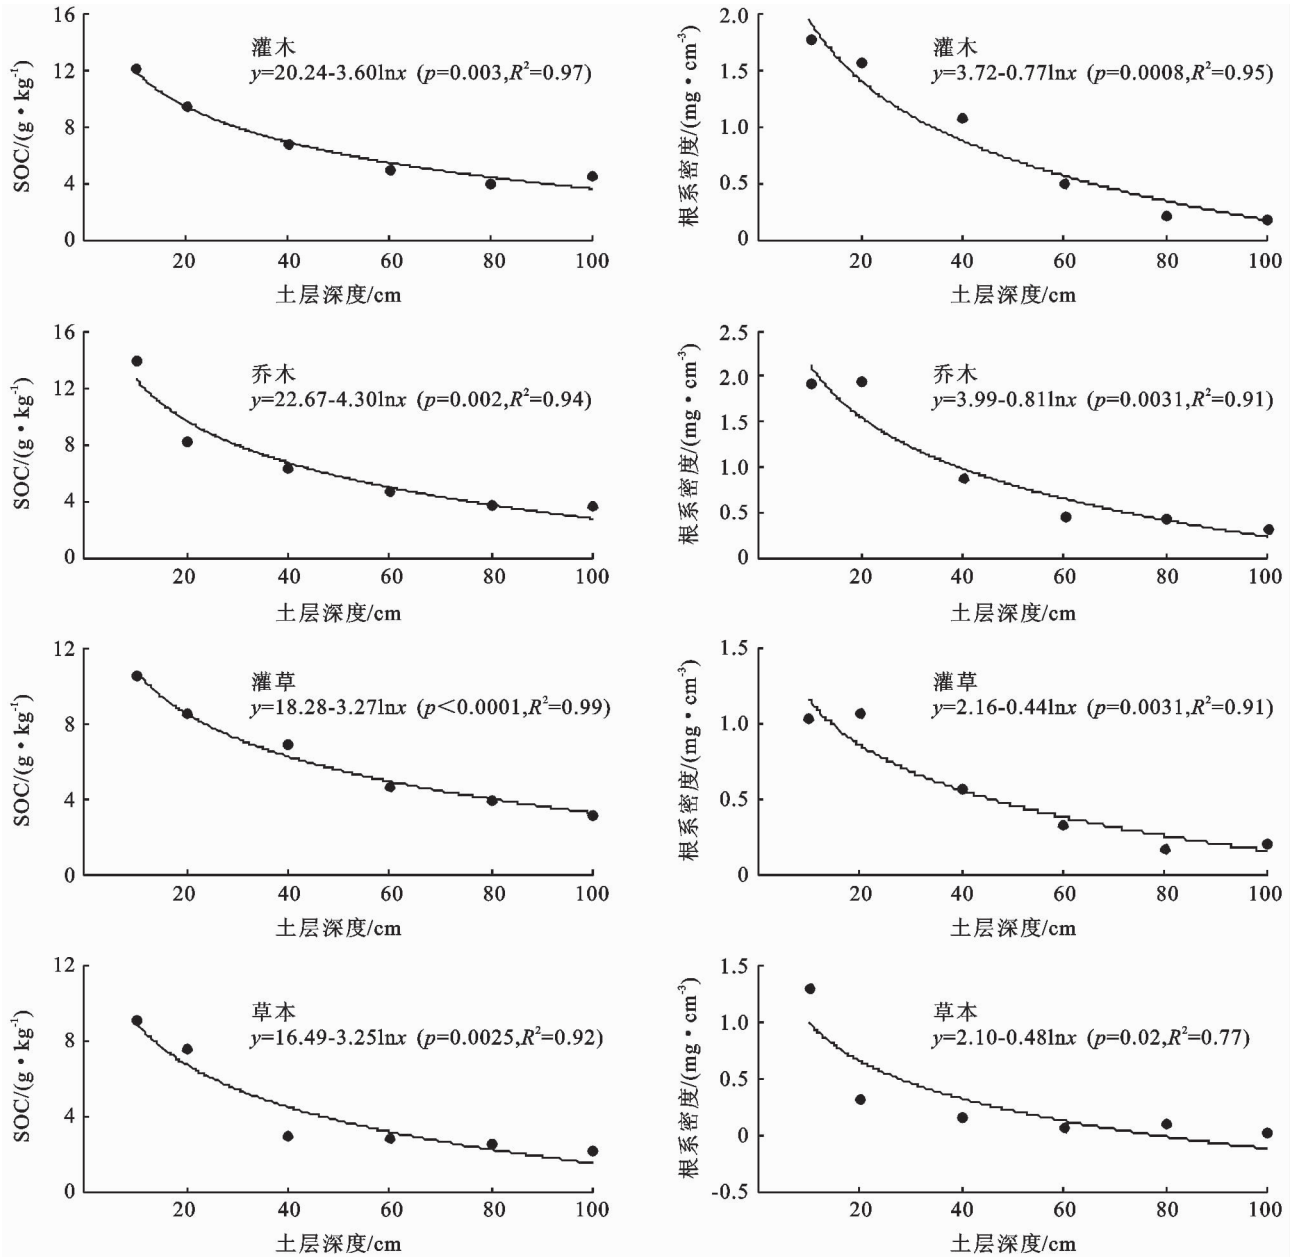 16
12
8
4
0
SOC/(g·kg⁻¹)
灌木
y=20.24-3.60lnx (p=0.003,R²=0.97)
20 40 60 80 100
土层深度/cm
2.0
1.5
1.0
0.5
0
根系密度/(mg·cm⁻³)
灌木
y=3.72-0.77lnx (p=0.0008,R²=0.95)
20 40 60 80 100
土层深度/cm
16
12
8
4
0
SOC/(g·kg⁻¹)
乔木
y=22.67-4.30lnx (p=0.002,R²=0.94)
20 40 60 80 100
土层深度/cm
2.5
2.0
1.5
1.0
0.5
0
根系密度/(mg·cm⁻³)
乔木
y=3.99-0.81lnx (p=0.0031,R²=0.91)
20 40 60 80 100
土层深度/cm
12
8
4
0
SOC/(g·kg⁻¹)
灌草
y=18.28-3.27lnx (p<0.0001,R²=0.99)
20 40 60 80 100
土层深度/cm
1.5
1.0
0.5
0
根系密度/(mg·cm⁻³)
灌草
y=2.16-0.44lnx (p=0.0031,R²=0.91)
20 40 60 80 100
土层深度/cm
12
8
4
0
SOC/(g·kg⁻¹)
草本
y=16.49-3.25lnx (p=0.0025,R²=0.92)
20 40 60 80 100
土层深度/cm
1.5
1.0
0.5
0
-0.5
根系密度/(mg·cm⁻³)
草本
y=2.10-0.48lnx (p=0.02,R²=0.77)
20 40 60 80 100
土层深度/cm